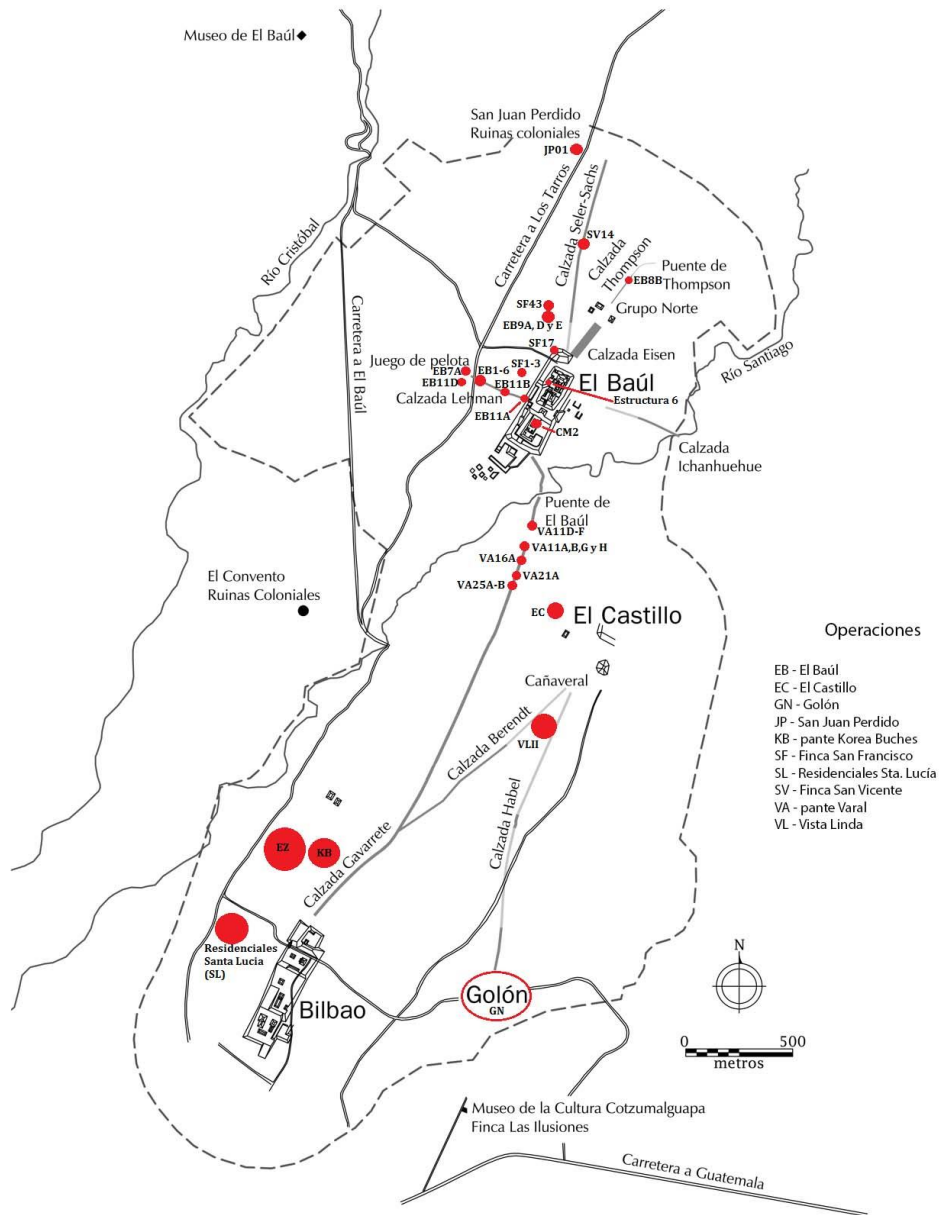 Museo de El Baúl
San Juan Perdido
Ruinas coloniales
JP01
Carretera a Los Tarros
Calzada Seler-Sachs
SV14
Calzada
Thompson
Río Cristóbal
Puente de
Thompson
EB8B
Carretera a El Baúl
SF43
Grupo Norte
EB9A, D y E
SF17
Calzada Eisen
Río Santiago
Juego de pelota
EB7A
EB1-6
SF1-3
EB11D
EB11B
El Baúl
Calzada Lehman
Estructura 6
EB11A
CM2
Calzada
Ichanhuehue
Puente de
El Baúl
VA11D-F
VA11A,B,G y H
VA16A
VA21A
VA25A-B
El Convento
Ruinas Coloniales
EC
El Castillo
Operaciones
EB - El Baúl
EC - El Castillo
GN - Golón
JP - San Juan Perdido
KB - pante Korea Buches
SF - Finca San Francisco
SL - Residenciales Sta. Lucía
SV - Finca San Vicente
VA - pante Varal
VL - Vista Linda
Cañaveral
Calzada Berendt
VLII
Calzada Habel
EZ
KB
Calzada Gavarrete
Residenciales
Santa Lucia
(SL)
Bilbao
Golón
GN
N
0
500
metros
Museo de la Cultura Cotzumalguapa
Finca Las Ilusiones
Carretera a Guatemala